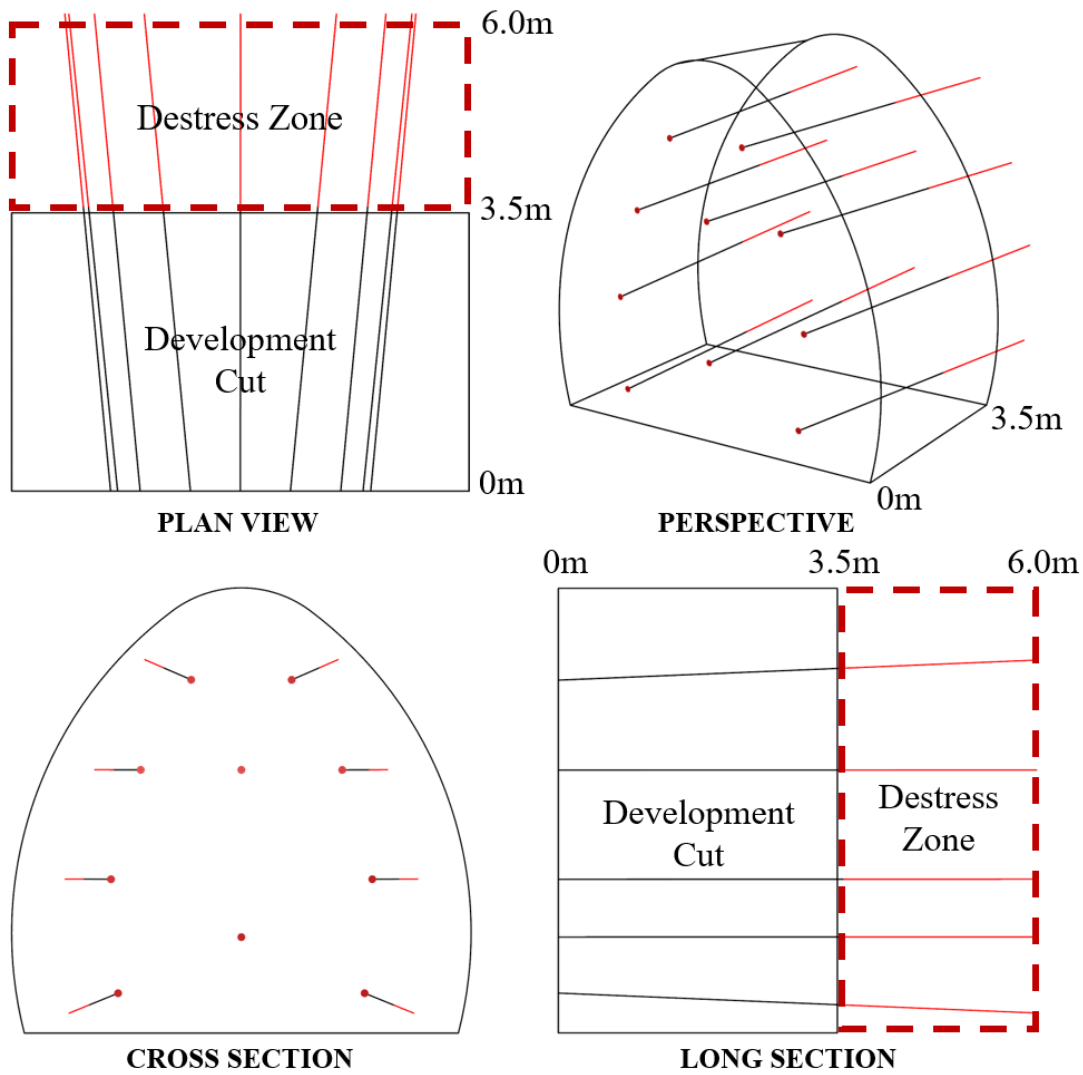 6.0m
Destress Zone
3.5m
Development
Cut
0m
PLAN VIEW
3.5m
0m
PERSPECTIVE
CROSS SECTION
0m 3.5m 6.0m
Development
Cut
Destress
Zone
LONG SECTION